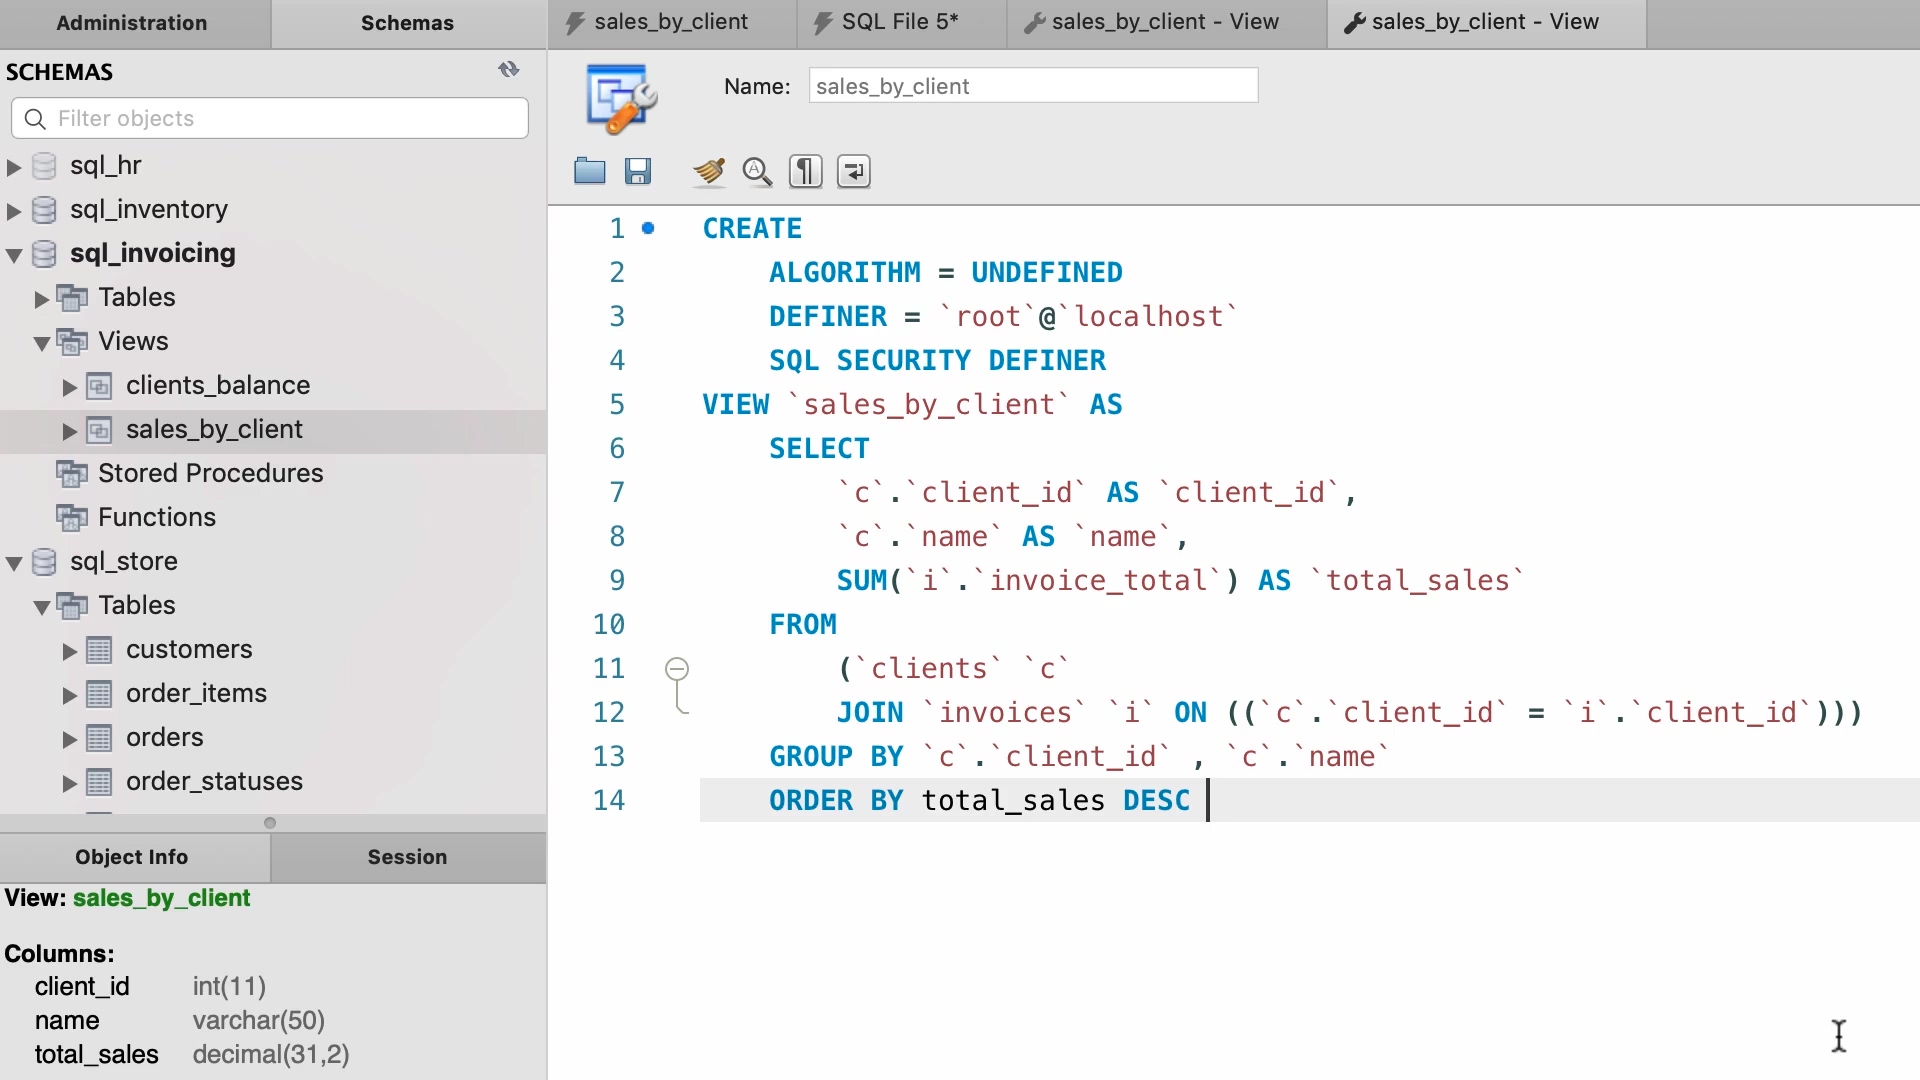 Administration
Schemas
sales_by_client
SQL File 5*
sales_by_client - View
sales_by_client - View
SCHEMAS
Filter objects
sql_hr
sql_inventory
sql_invoicing
Tables
Views
clients_balance
sales_by_client
Stored Procedures
Functions
sql_store
Tables
customers
order_items
orders
order_statuses
Object Info
Session
View: sales_by_client
Columns:
client_id int(11)
name varchar(50)
total_sales decimal(31,2)
Name: sales_by_client
1 CREATE
2 ALGORITHM = UNDEFINED
3 DEFINER = `root`@`localhost`
4 SQL SECURITY DEFINER
5 VIEW `sales_by_client` AS
6 SELECT
7 `c`.`client_id` AS `client_id`,
8 `c`.`name` AS `name`,
9 SUM(`i`.`invoice_total`) AS `total_sales`
10 FROM
11 (`clients` `c`
12 JOIN `invoices` `i` ON ((`c`.`client_id` = `i`.`client_id`)))
13 GROUP BY `c`.`client_id` , `c`.`name`
14 ORDER BY total_sales DESC